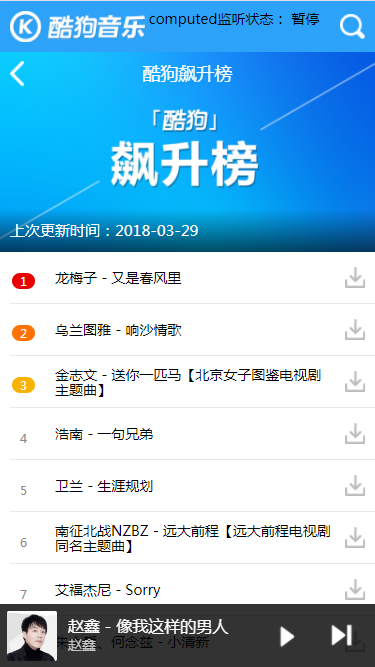 酷狗音乐 computed监听状态： 暂停
酷狗飙升榜
「酷狗」
飙升榜
上次更新时间：2018-03-29
1 龙梅子 - 又是春风里
2 乌兰图雅 - 响沙情歌
3 金志文 - 送你一匹马【北京女子图鉴电视剧
主题曲】
4 浩南 - 一句兄弟
5 卫兰 - 生涯规划
6 南征北战NZBZ - 远大前程【远大前程电视剧
同名主题曲】
7 艾福杰尼 - Sorry
赵鑫 - 像我这样的男人
赵鑫
、何念兹 - 小清新